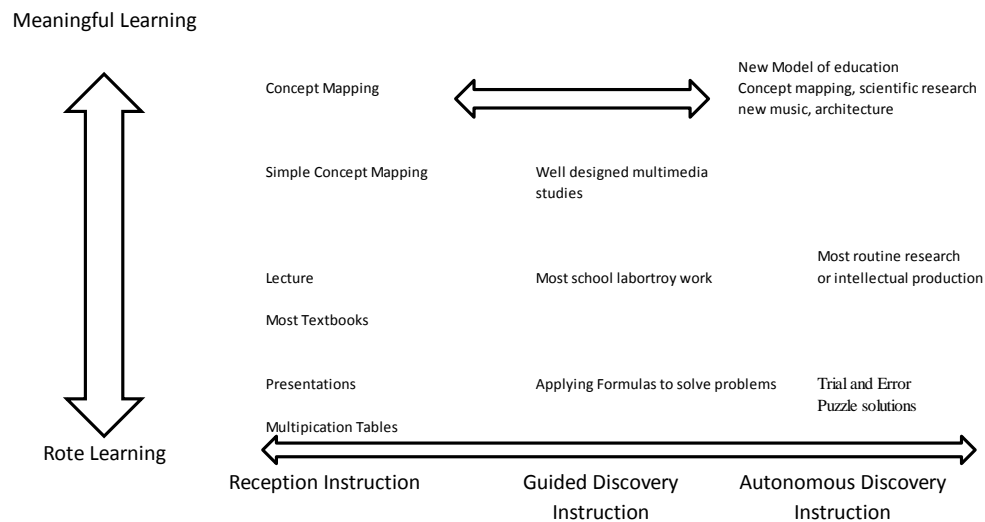 Meaningful Learning
New Model of education
Concept Mapping
Concept mapping, scientific research
new music, architecture
Simple Concept Mapping
Well designed multimedia
studies
Most routine research
Lecture
Most school labortroy work
or intellectual production
Most Textbooks
Presentations
Applying Formulas to solve problems
Trial and Error
Puzzle solutions
Multipication Tables
Rote Learning
Reception Instruction
Guided Discovery
Instruction
Autonomous Discovery
Instruction